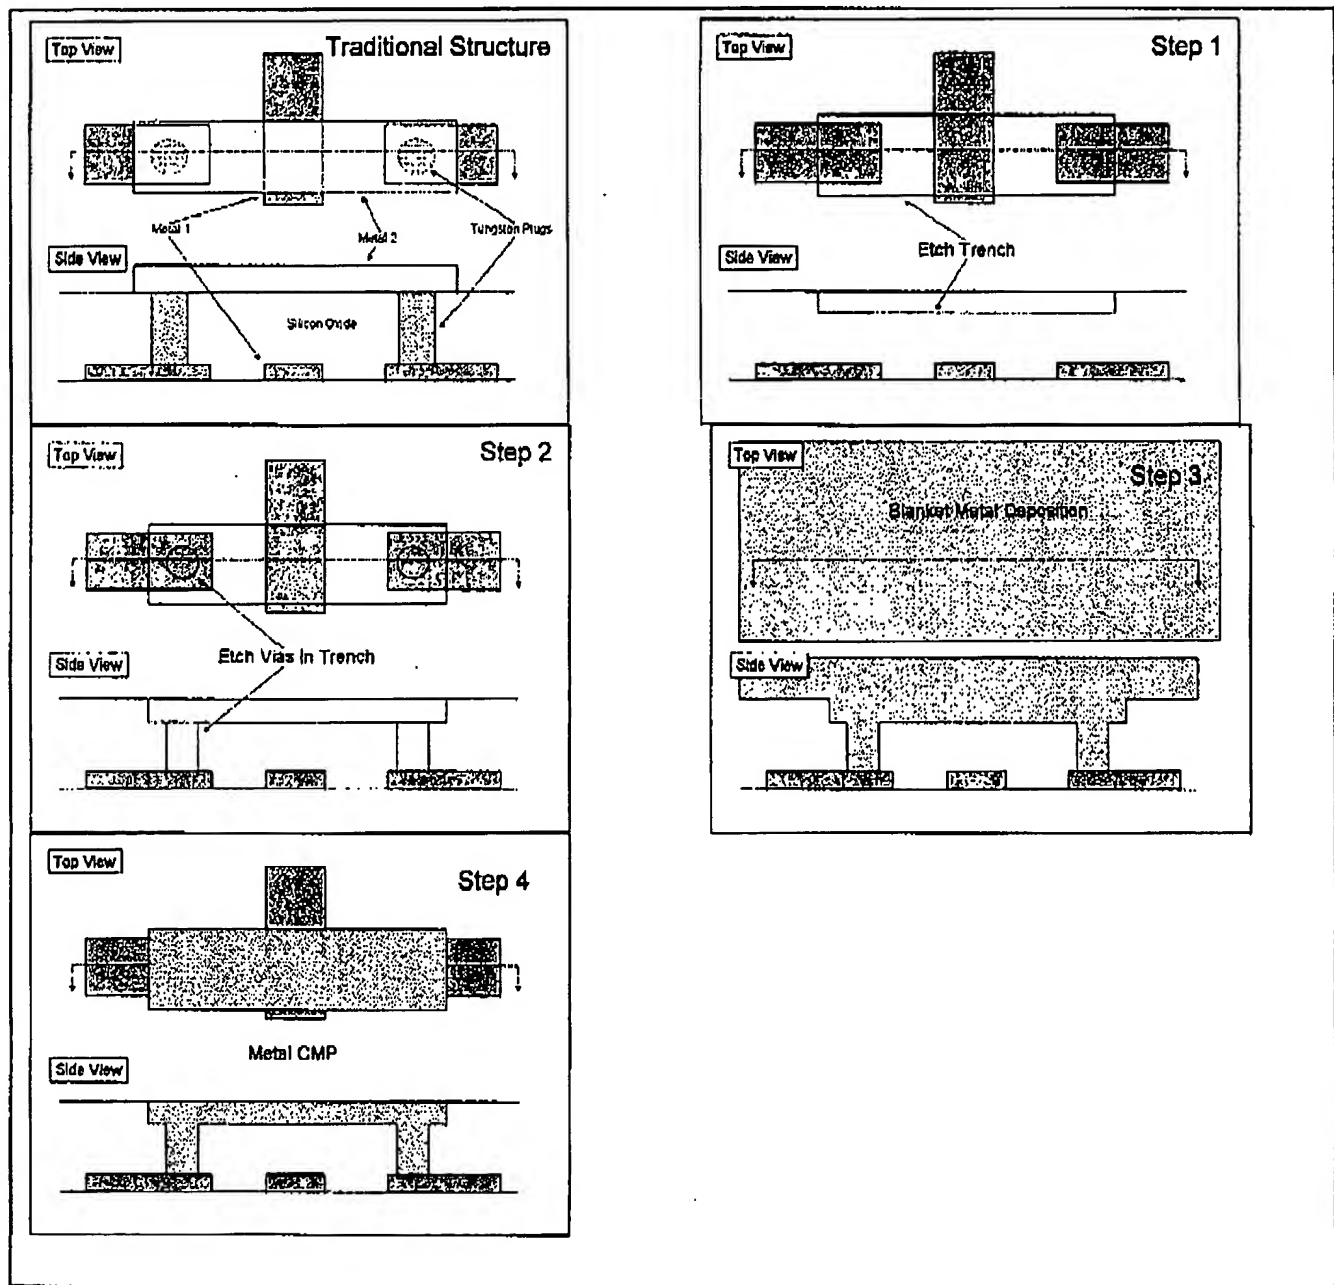 Top View
Traditional Structure
Metal 1
Metal 2
Tungston Plugs
Side View
Silicon Oxide
Top View
Step 1
Etch Trench
Side View
Top View
Step 2
Etch Vias In Trench
Side View
Top View
Step 3
Blanket Metal Deposition
Side View
Top View
Step 4
Metal CMP
Side View